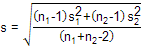 s = √(((n₁-1)s₁²+(n₂-1)s₂²)/(n₁+n₂-2))